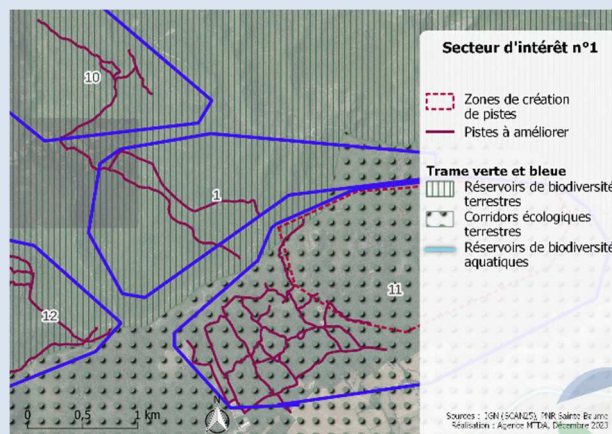 Secteur d'intérêt n°1
Zones de création
de pistes
Pistes à améliorer
Trame verte et bleue
Réservoirs de biodiversité
terrestres
Corridors écologiques
terrestres
Réservoirs de biodiversité
aquatiques
10
1
11
12
N
0 0,5 1 km
Sources : IGN (SCAN25), PNR Sainte Baume
Réalisation : Agence MTDA, Décembre 2023